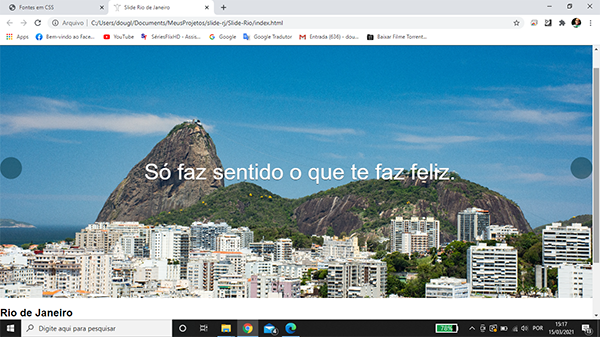 Fontes em CSS
Slide Rio de Janeiro
Arquivo | C:/Users/dougl/Documents/MeusProjetos/slide-rj/Slide-Rio/index.html
Apps Bem-vindo ao Face... YouTube SériesFlixHD - Assis... Google Google Tradutor Entrada (636) - dou... Baixar Filme Torrent...
Só faz sentido o que te faz feliz.
Rio de Janeiro
Digite aqui para pesquisar
78%
POR
15:17
15/03/2021